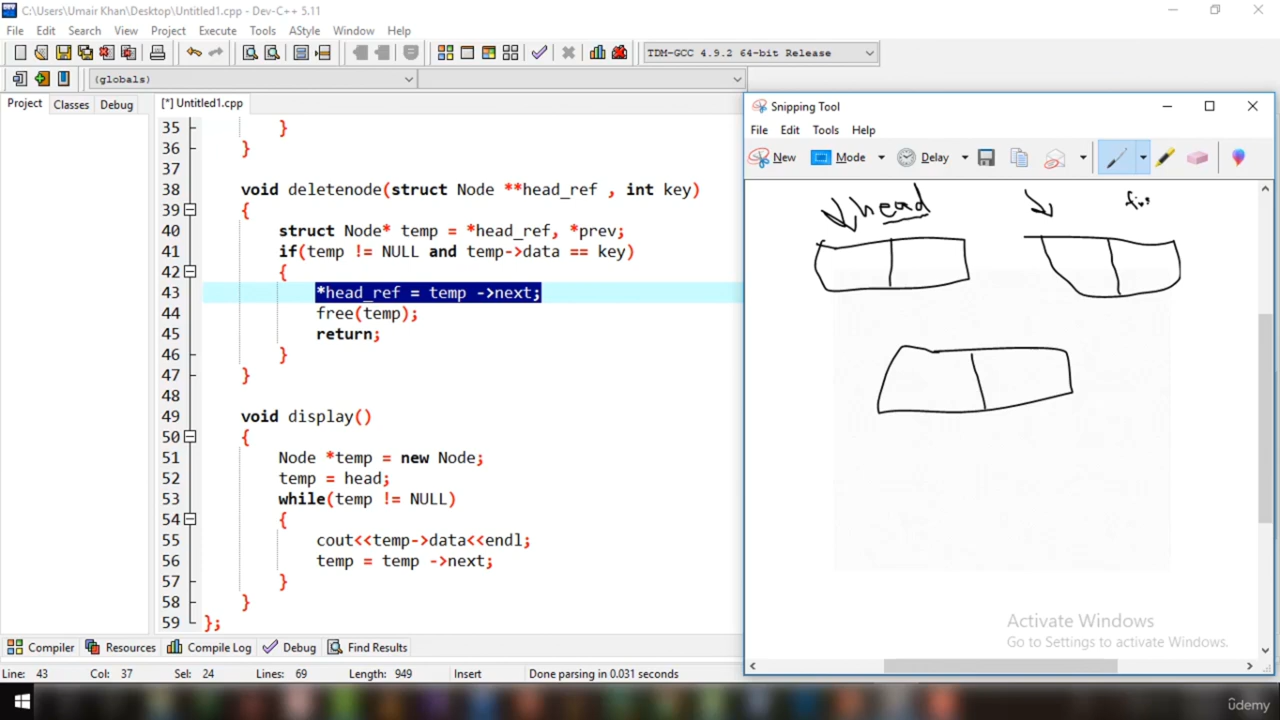 C:\Users\Umair Khan\Desktop\Untitled1.cpp - Dev-C++ 5.11
File Edit Search View Project Execute Tools AStyle Window Help
TDM-GCC 4.9.2 64-bit Release
(globals)
Project Classes Debug
[*] Untitled1.cpp
35 }
36 }
37
38 void deletenode(struct Node **head_ref , int key)
39 {
40 struct Node* temp = *head_ref, *prev;
41 if(temp != NULL and temp->data == key)
42 {
43 *head_ref = temp ->next;
44 free(temp);
45 return;
46 }
47 }
48
49 void display()
50 {
51 Node *temp = new Node;
52 temp = head;
53 while(temp != NULL)
54 {
55 cout<<temp->data<<endl;
56 temp = temp ->next;
57 }
58 }
59 };
Snipping Tool
File Edit Tools Help
New Mode Delay
head
Activate Windows
Go to Settings to activate Windows.
Compiler Resources Compile Log Debug Find Results
Line: 43 Col: 37 Sel: 24 Lines: 69 Length: 949 Insert Done parsing in 0.031 seconds
ûdemy